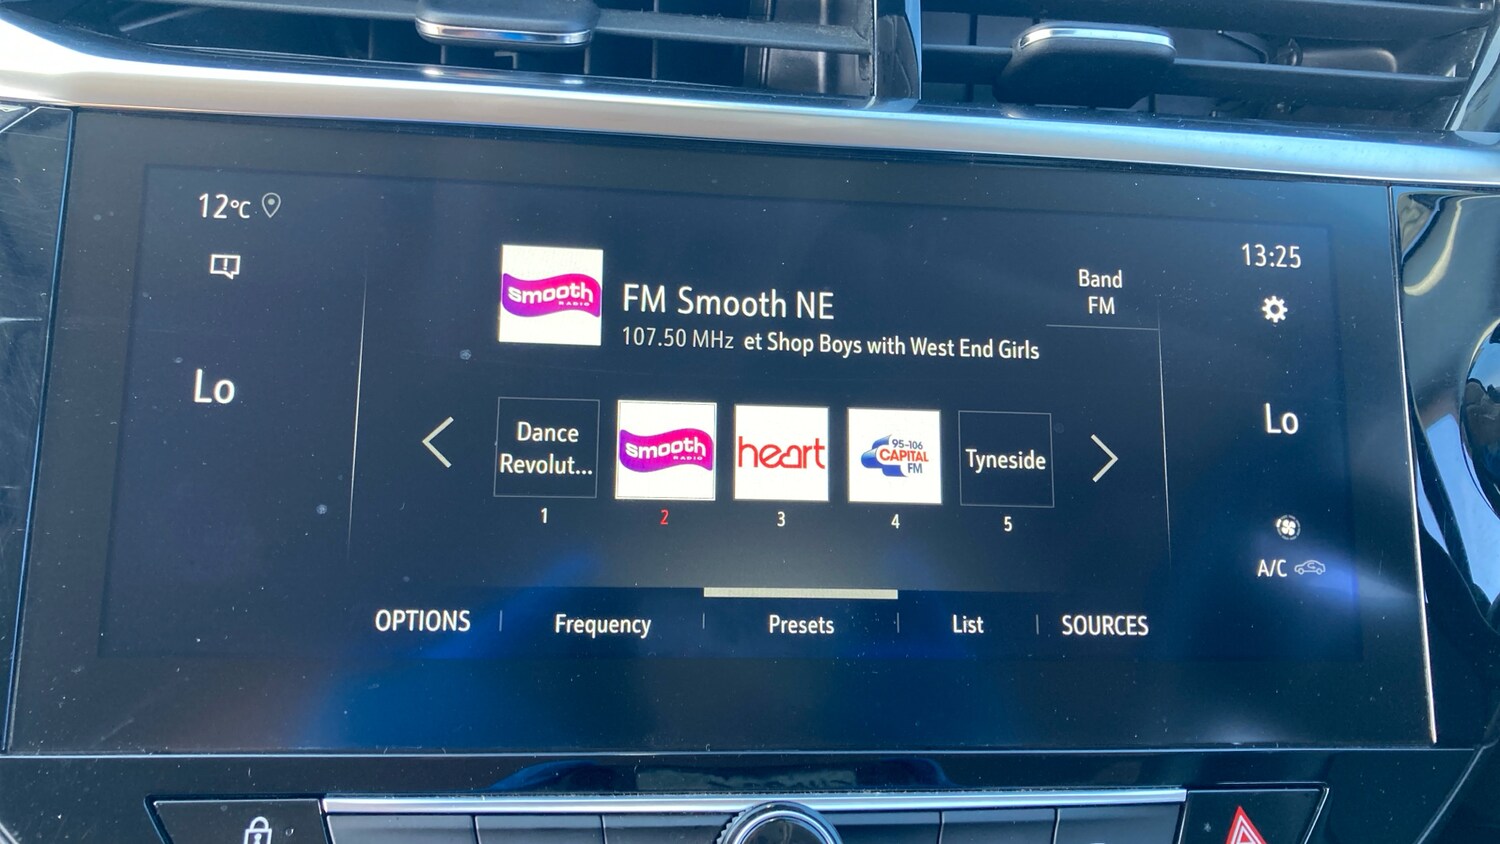 12°C
13:25
smooth
RADIO
FM Smooth NE
107.50 MHz et Shop Boys with West End Girls
Band
FM
Lo
Lo
Dance
Revolut...
smooth
RADIO
heart
95-106
CAPITAL
FM
Tyneside
1
2
3
4
5
A/C
OPTIONS
Frequency
Presets
List
SOURCES